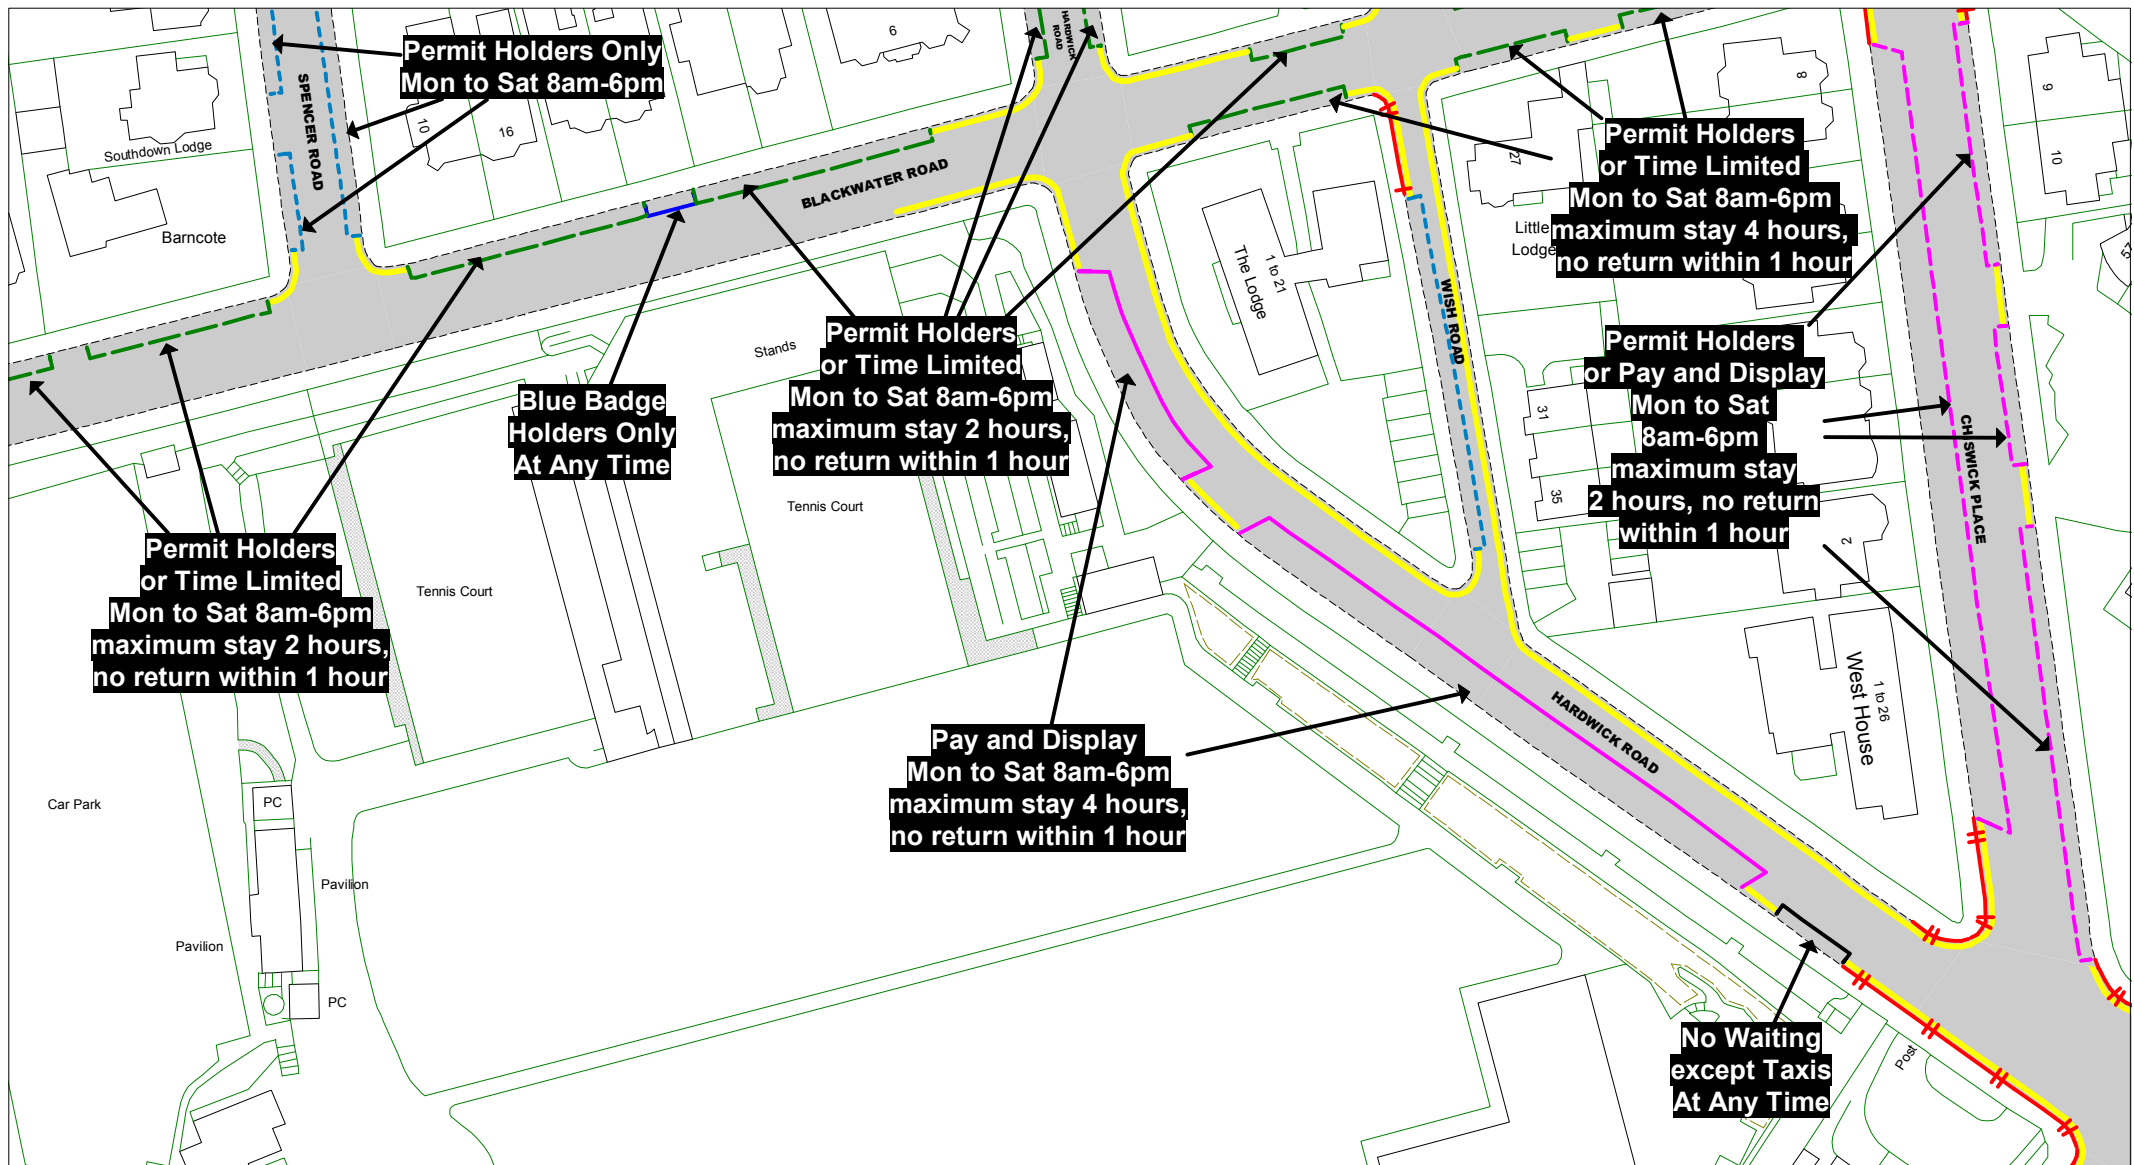 Permit Holders Only
Mon to Sat 8am-6pm
SPENCER ROAD
HARDWICK
ROAD
6
10
16
Southdown Lodge
Barncote
BLACKWATER ROAD
8
9
10
27
57
Permit Holders
or Time Limited
Mon to Sat 8am-6pm
maximum stay 4 hours,
no return within 1 hour
Little
Lodge
1 to 21
The Lodge
WISH ROAD
Stands
Permit Holders
or Time Limited
Mon to Sat 8am-6pm
maximum stay 2 hours,
no return within 1 hour
Blue Badge
Holders Only
At Any Time
Permit Holders
or Pay and Display
Mon to Sat
8am-6pm
maximum stay
2 hours, no return
within 1 hour
31
35
2
CHISWICK PLACE
Tennis Court
Tennis Court
Permit Holders
or Time Limited
Mon to Sat 8am-6pm
maximum stay 2 hours,
no return within 1 hour
1 to 26
West House
HARDWICK ROAD
Pay and Display
Mon to Sat 8am-6pm
maximum stay 4 hours,
no return within 1 hour
Car Park
PC
Pavilion
Pavilion
PC
Post
No Waiting
except Taxis
At Any Time